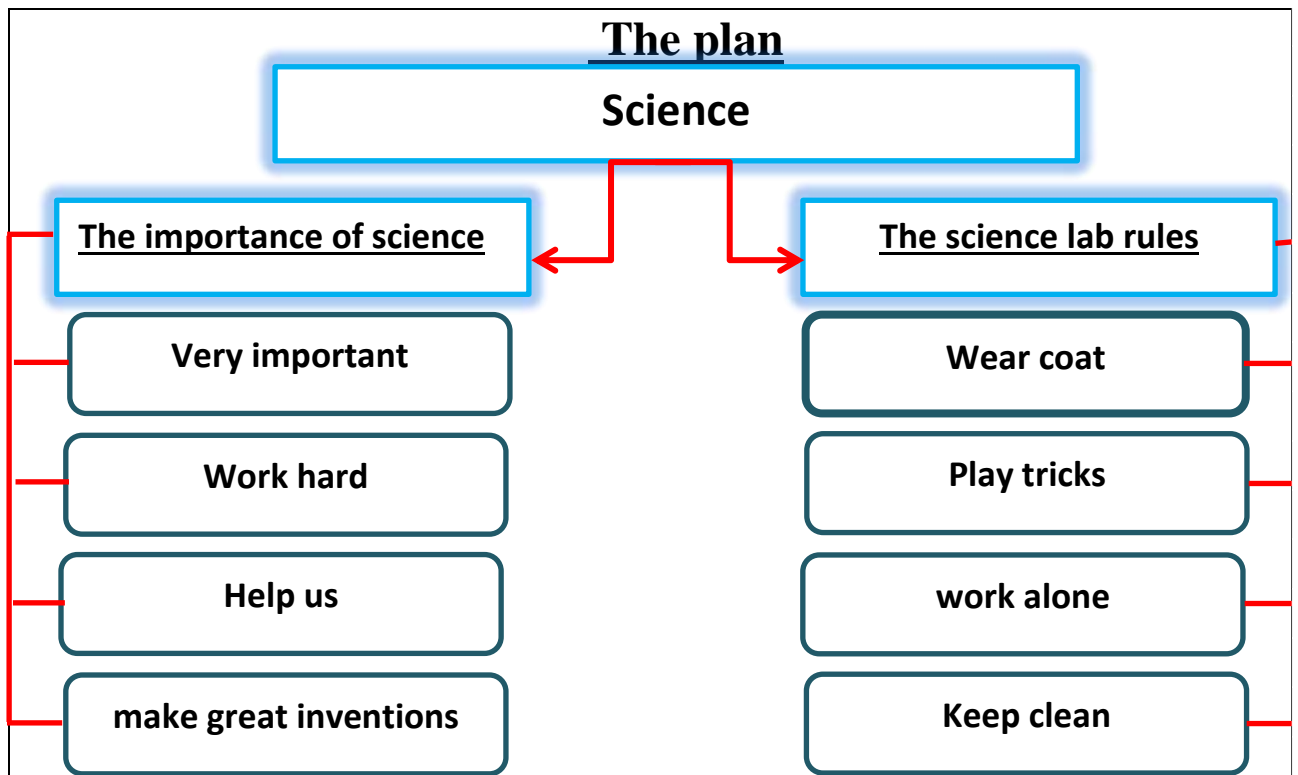 The plan
Science
The importance of science
Very important
Work hard
Help us
make great inventions
The science lab rules
Wear coat
Play tricks
work alone
Keep clean